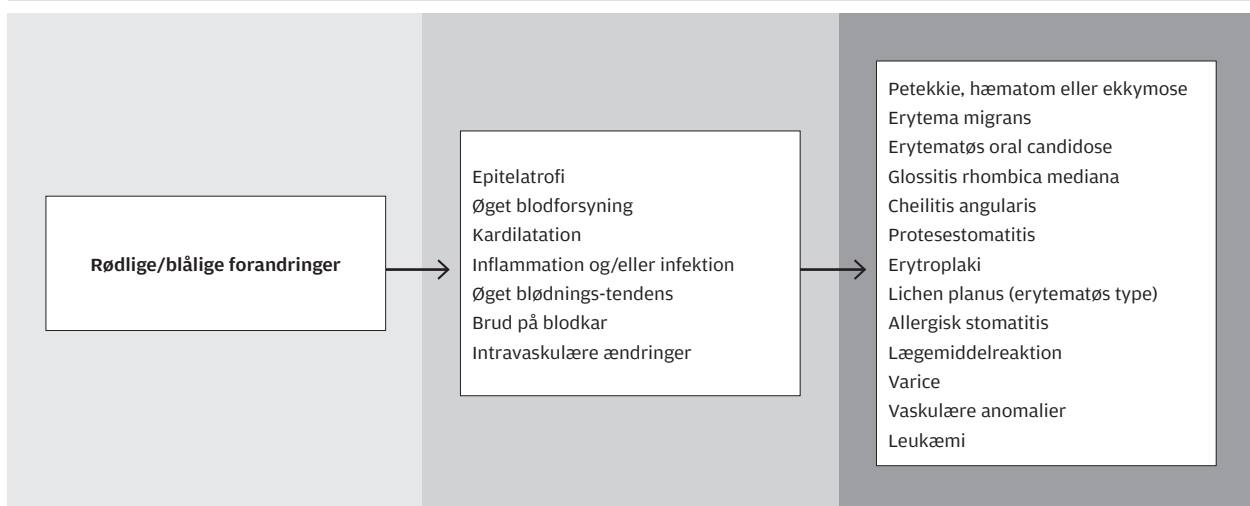 Rødlige/blålige forandringer
Epitelatrofi
Øget blodforsyning
Kardilatation
Inflammation og/eller infektion
Øget blødnings-tendens
Brud på blodkar
Intravaskulære ændringer
Petekkie, hæmatom eller ekkymose
Erytema migrans
Erytematøs oral candidose
Glossitis rhombica mediana
Cheilitis angularis
Protesestomatitis
Erytroplaki
Lichen planus (erytematøs type)
Allergisk stomatitis
Lægemiddelreaktion
Varice
Vaskulære anomalier
Leukæmi